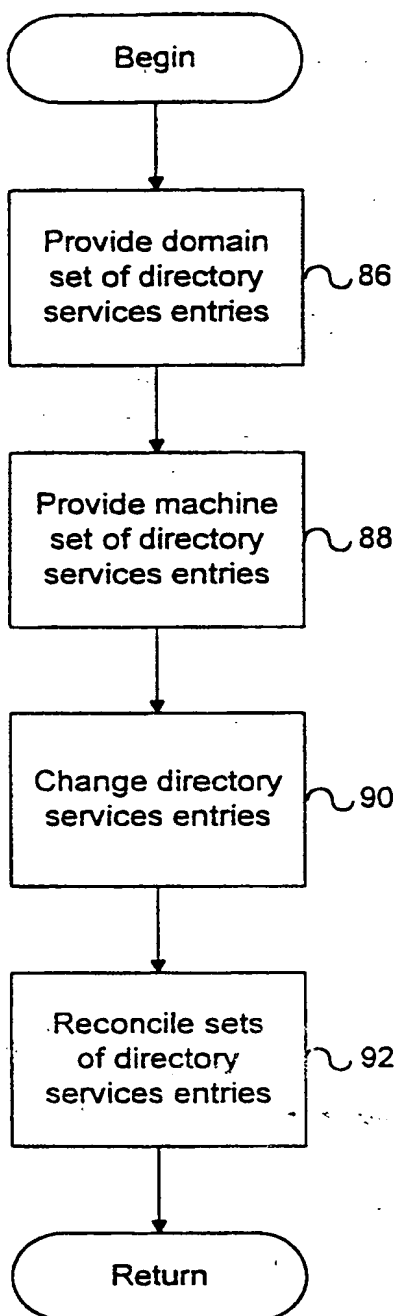 Begin
Provide domain
set of directory
services entries
86
Provide machine
set of directory
services entries
88
Change directory
services entries
90
Reconcile sets
of directory
services entries
92
Return